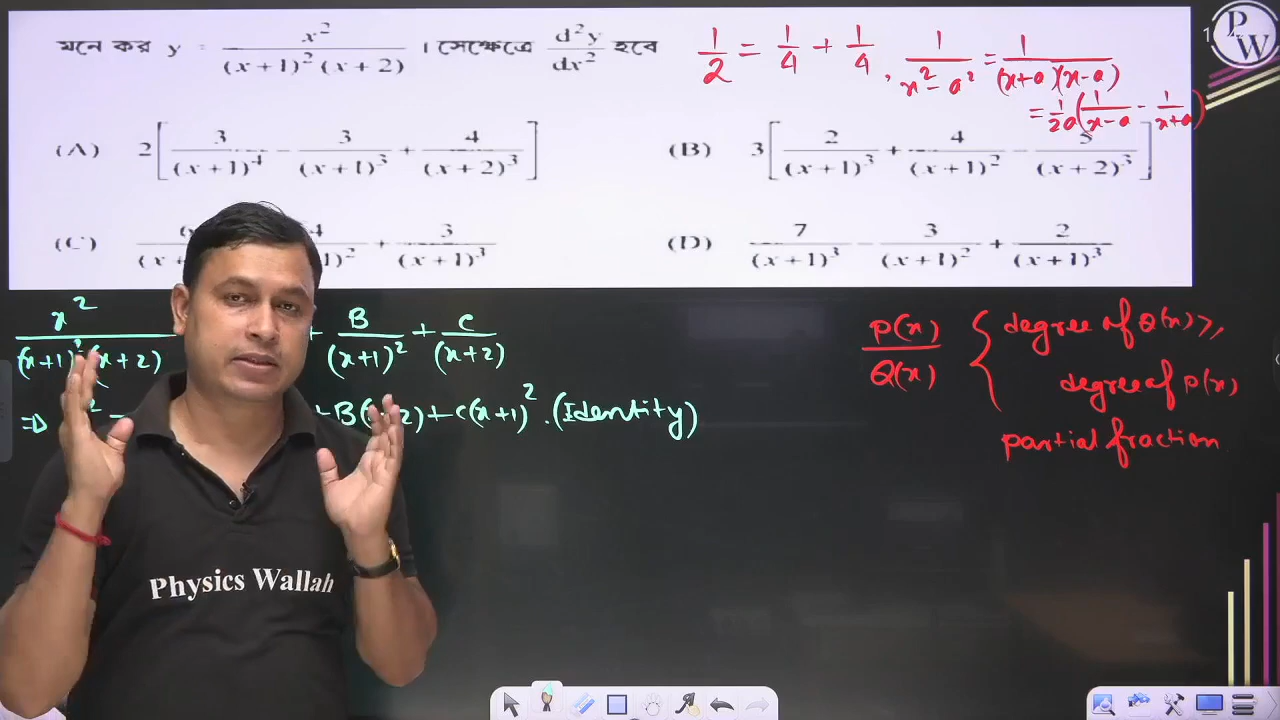 মনে কর y = x² / (x+1)² (x+2) । সেক্ষেত্রে d²y / dx² হবে
1/2 = 1/4 + 1/4 , 1/(x² - a²) = 1/((x+a)(x-a))
= 1/2a (1/(x-a) - 1/(x+a))
(A) 2[3/(x+1)⁴ - 3/(x+1)³ + 4/(x+2)³]
(B) 3[2/(x+1)³ + 4/(x+1)² - 5/(x+2)³]
(C) + 3/(x+1)³
(D) 7/(x+1)³ - 3/(x+1)² + 2/(x+1)³
x² / (x+1)² (x+2) + B/(x+1)² + C/(x+2)
⇒ + C(x+1)² . (Identity)
P(x) / Q(x) { degree of Q(x) ≥,
degree of P(x)
partial fraction
Physics Wallah
P W